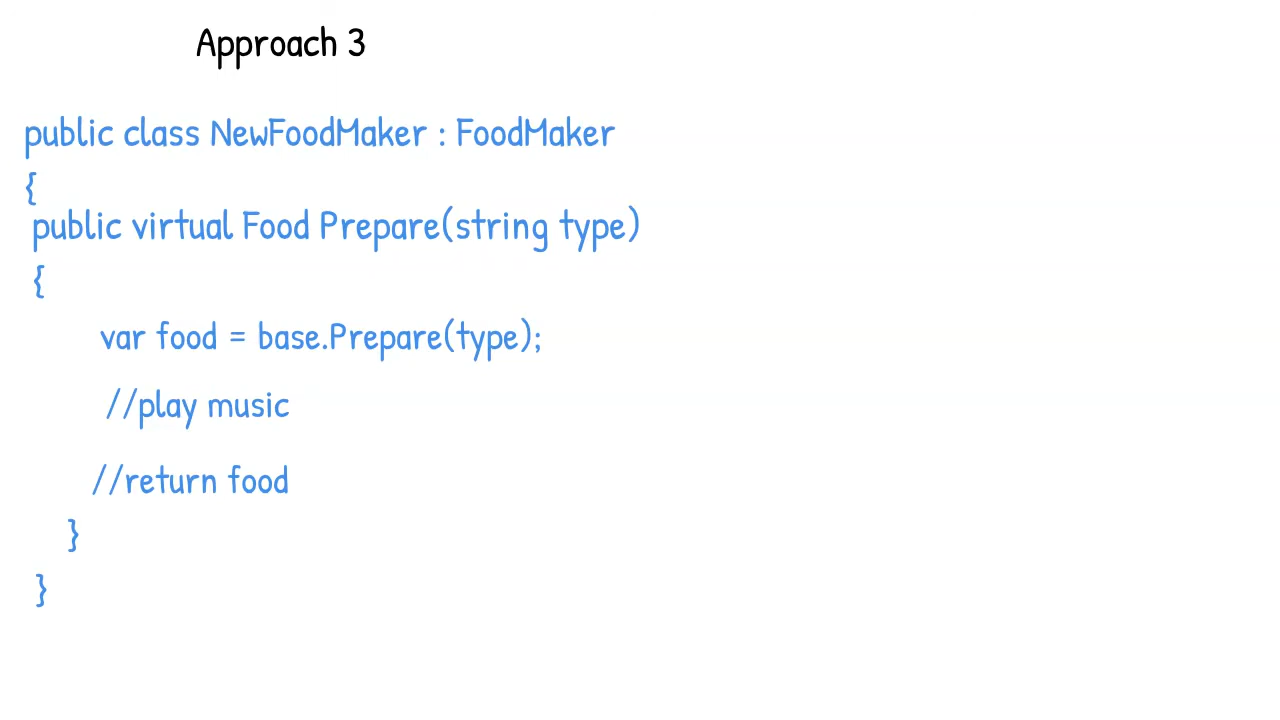 Approach 3
public class NewFoodMaker : FoodMaker
{
public virtual Food Prepare(string type)
{
var food = base.Prepare(type);
//play music
//return food
}
}